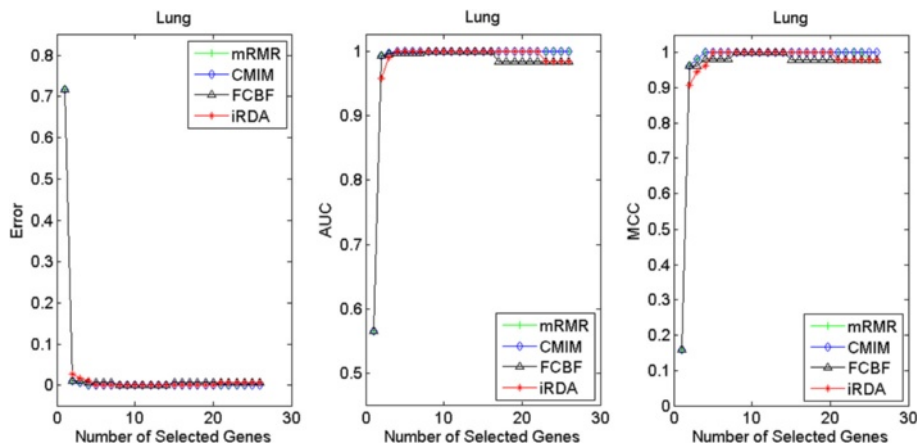 Lung
0.8
0.7
0.6
0.5
0.4
0.3
0.2
0.1
0
Error
mRMR
CMIM
FCBF
iRDA
0 10 20 30
Number of Selected Genes
Lung
1
0.9
0.8
0.7
0.6
0.5
AUC
mRMR
CMIM
FCBF
iRDA
0 10 20 30
Number of Selected Genes
Lung
1
0.9
0.8
0.7
0.6
0.5
0.4
0.3
0.2
0.1
0
MCC
mRMR
CMIM
FCBF
iRDA
0 10 20 30
Number of Selected Genes